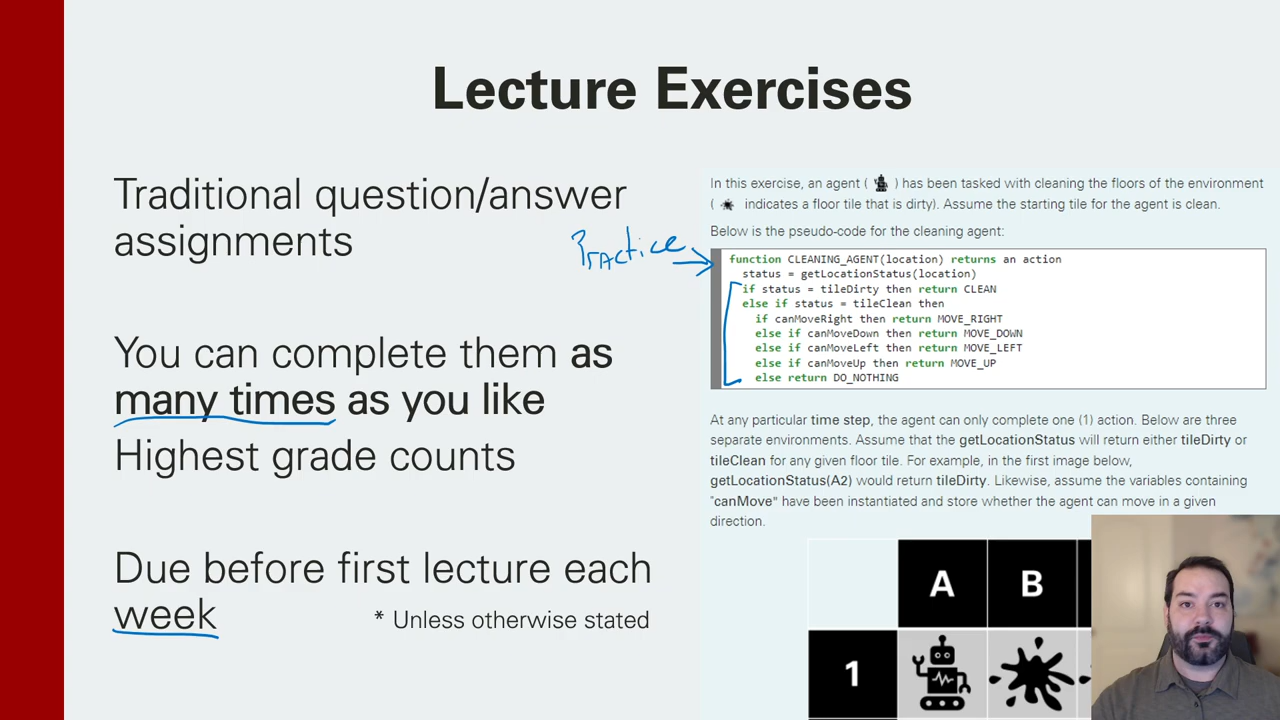 Lecture Exercises
Traditional question/answer
assignments
You can complete them as
many times as you like
Highest grade counts
Due before first lecture each
week
* Unless otherwise stated
Practice
In this exercise, an agent ( ) has been tasked with cleaning the floors of the environment
( indicates a floor tile that is dirty). Assume the starting tile for the agent is clean.
Below is the pseudo-code for the cleaning agent:
function CLEANING_AGENT(location) returns an action
status = getLocationStatus(location)
if status = tileDirty then return CLEAN
else if status = tileClean then
if canMoveRight then return MOVE_RIGHT
else if canMoveDown then return MOVE_DOWN
else if canMoveLeft then return MOVE_LEFT
else if canMoveUp then return MOVE_UP
else return DO_NOTHING
At any particular time step, the agent can only complete one (1) action. Below are three
separate environments. Assume that the getLocationStatus will return either tileDirty or
tileClean for any given floor tile. For example, in the first image below,
getLocationStatus(A2) would return tileDirty. Likewise, assume the variables containing
"canMove" have been instantiated and store whether the agent can move in a given
direction.
A B
1